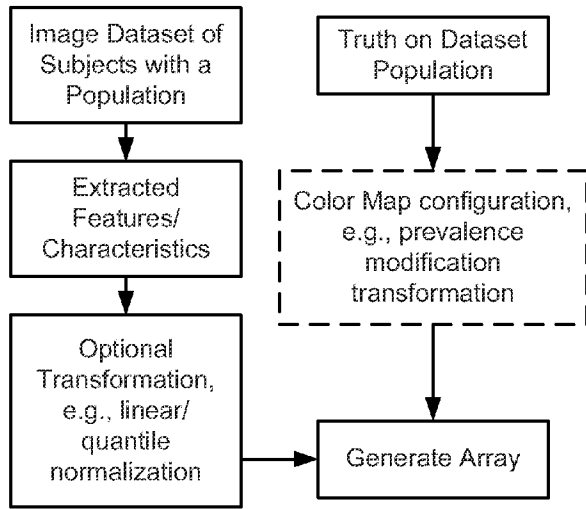 Image Dataset of
Subjects with a
Population
Extracted
Features/
Characteristics
Optional
Transformation,
e.g., linear/
quantile
normalization
Truth on Dataset
Population
Color Map configuration,
e.g., prevalence
modification
transformation
Generate Array